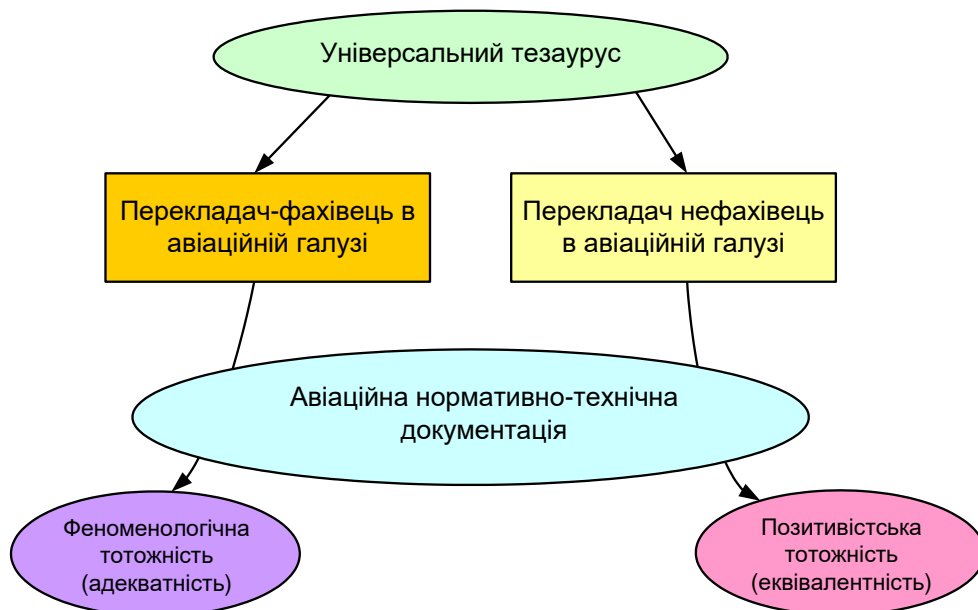 Універсальний тезаурус
Перекладач-фахівець в
авіаційній галузі
Перекладач нефахівець
в авіаційній галузі
Авіаційна нормативно-технічна
документація
Феноменологічна
тотожність
(адекватність)
Позитивістська
тотожність
(еквівалентність)